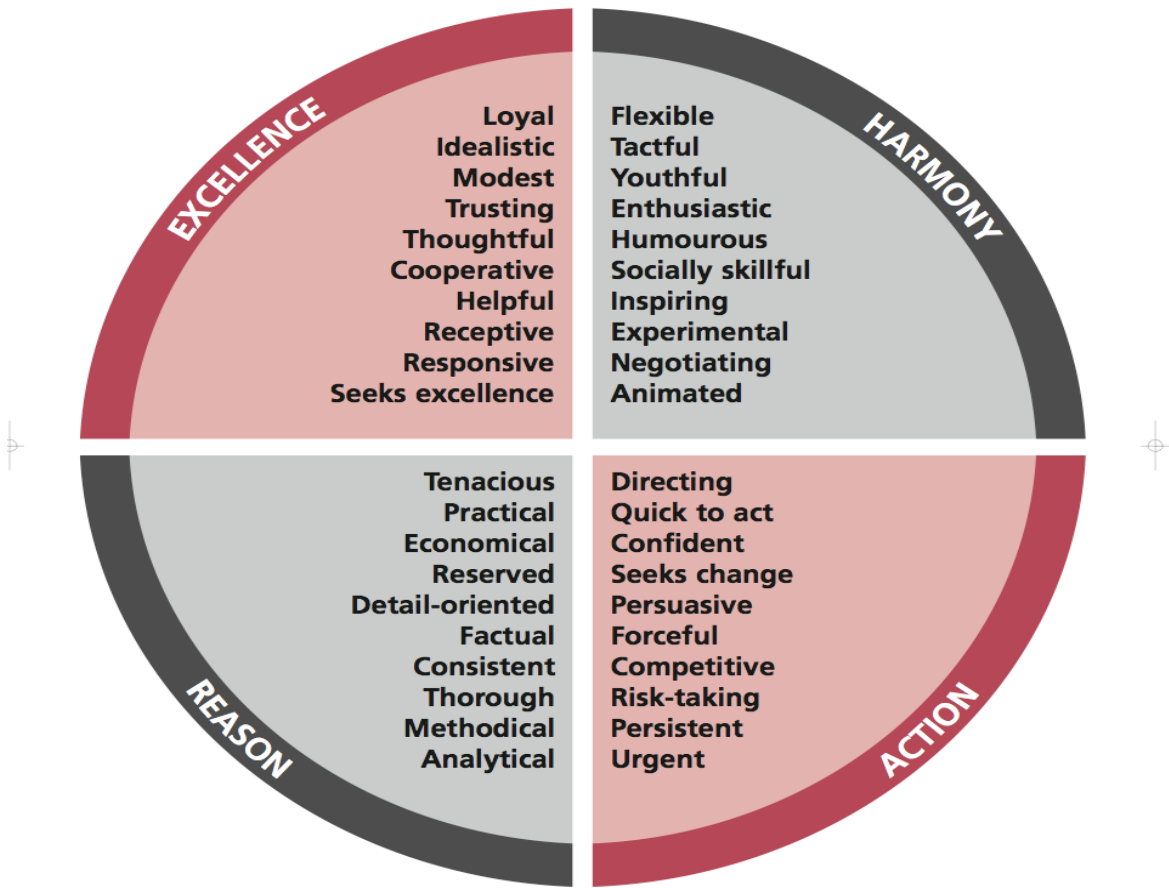 EXCELLENCE
Loyal
Idealistic
Modest
Trusting
Thoughtful
Cooperative
Helpful
Receptive
Responsive
Seeks excellence
HARMONY
Flexible
Tactful
Youthful
Enthusiastic
Humourous
Socially skillful
Inspiring
Experimental
Negotiating
Animated
REASON
Tenacious
Practical
Economical
Reserved
Detail-oriented
Factual
Consistent
Thorough
Methodical
Analytical
ACTION
Directing
Quick to act
Confident
Seeks change
Persuasive
Forceful
Competitive
Risk-taking
Persistent
Urgent